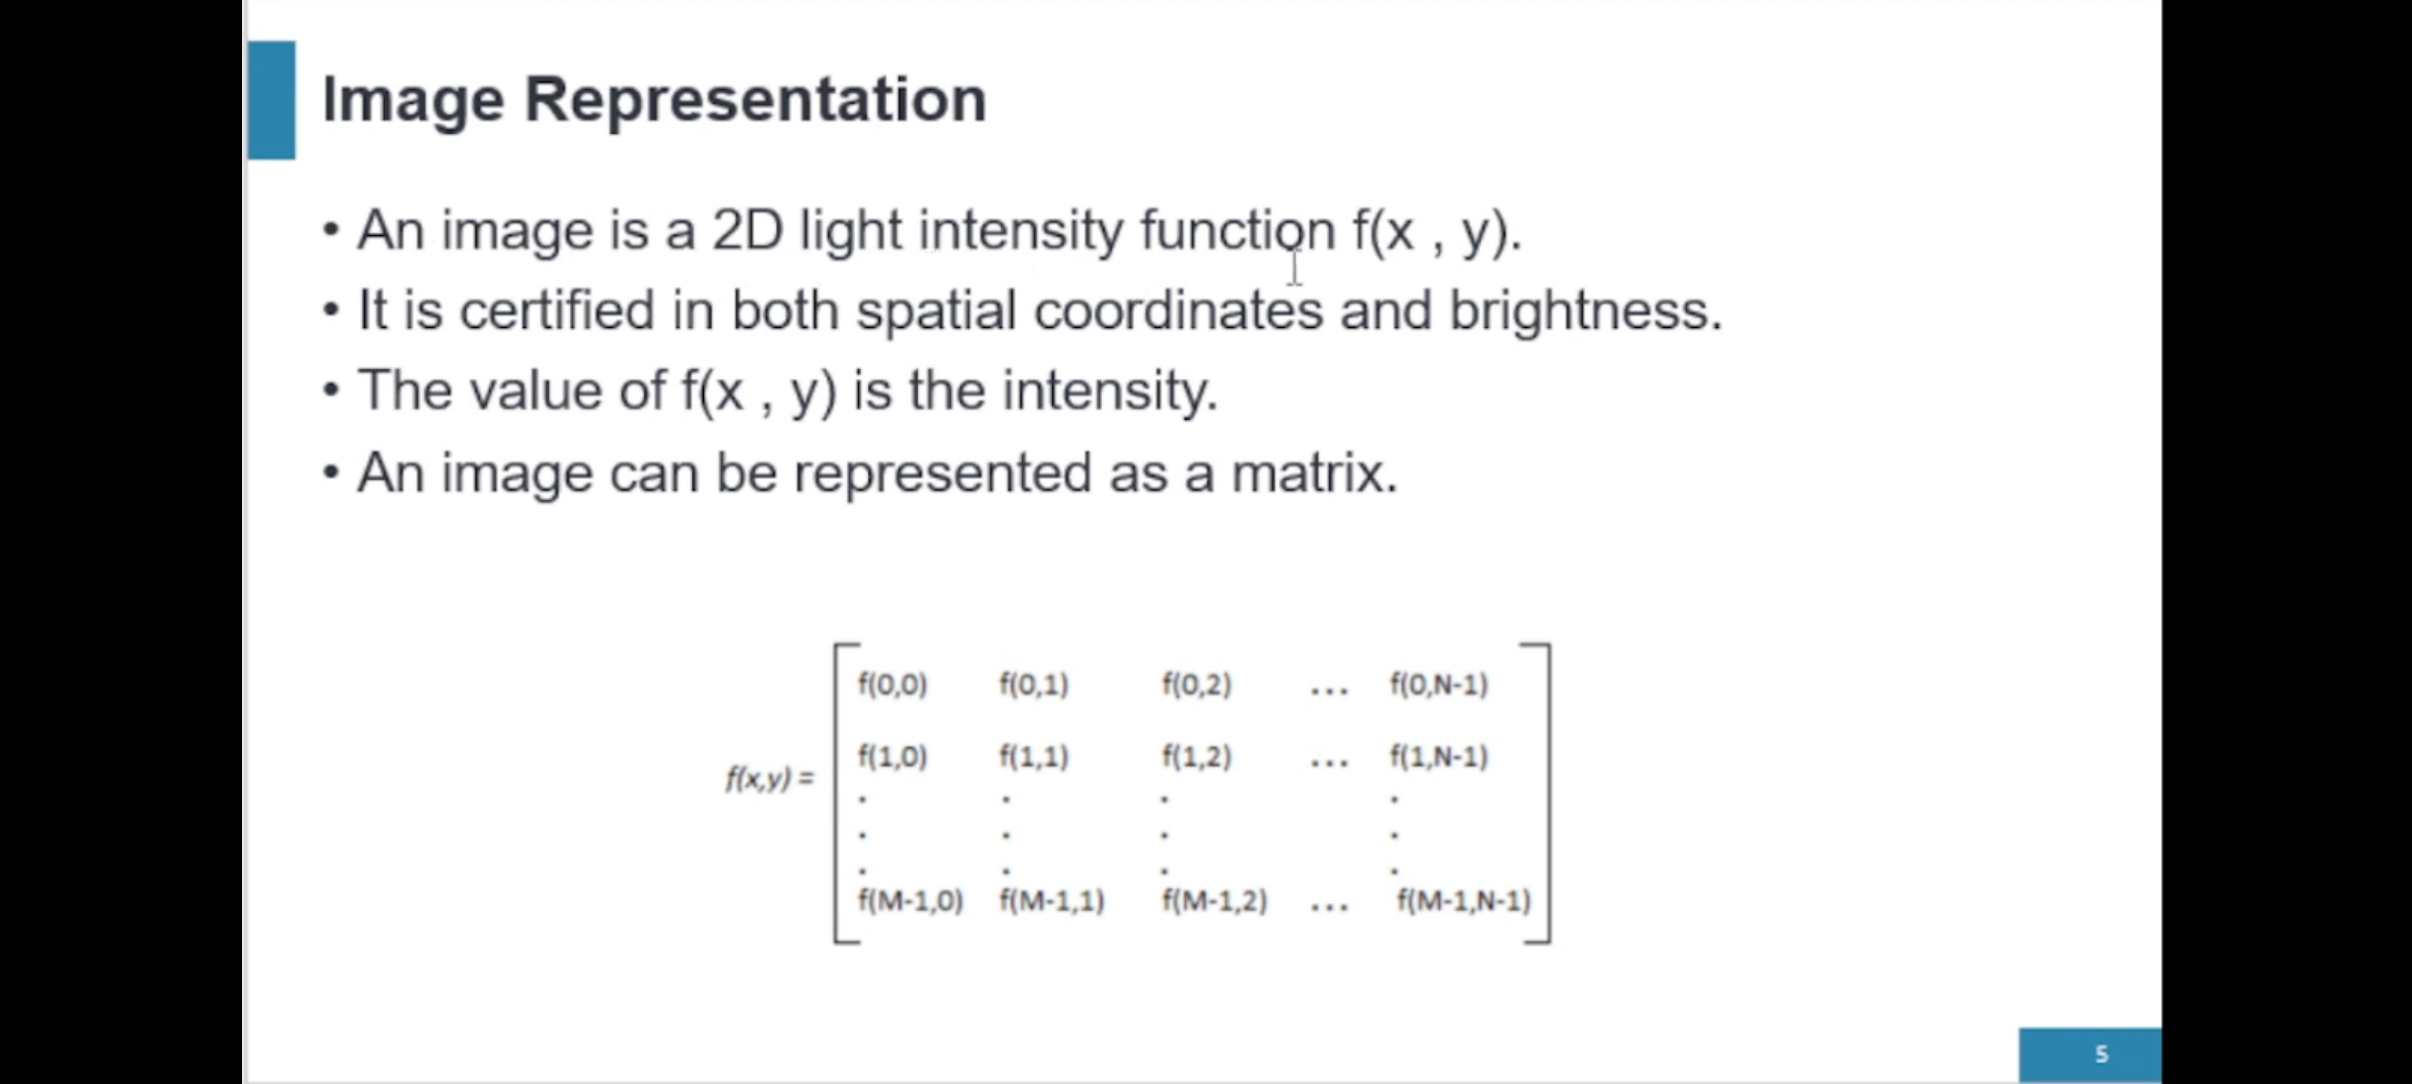 Image Representation
• An image is a 2D light intensity function f(x , y).
• It is certified in both spatial coordinates and brightness.
• The value of f(x , y) is the intensity.
• An image can be represented as a matrix.
f(0,0) f(0,1) f(0,2) ... f(0,N-1)
f(1,0) f(1,1) f(1,2) ... f(1,N-1)
f(x,y) =
. . . .
. . . .
. . . .
f(M-1,0) f(M-1,1) f(M-1,2) ... f(M-1,N-1)
5